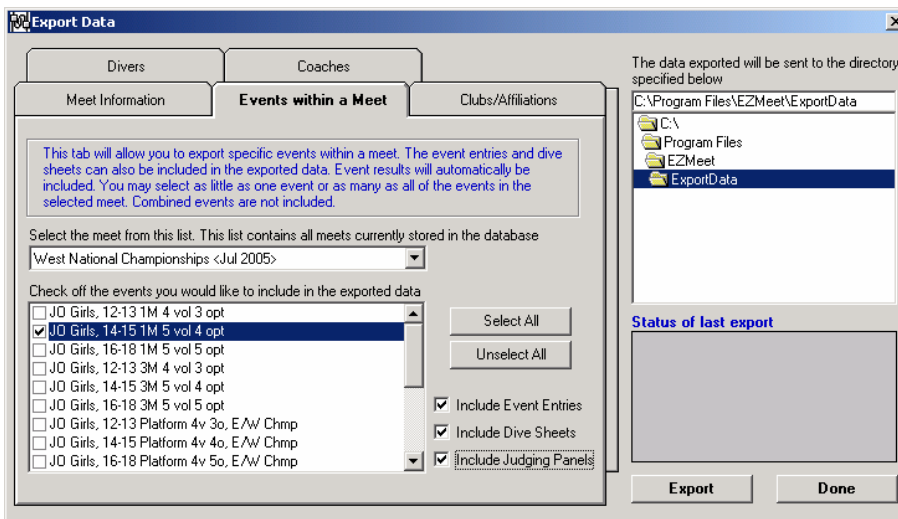 Export Data
Divers
Coaches
Meet Information
Events within a Meet
Clubs/Affiliations
This tab will allow you to export specific events within a meet. The event entries and dive
sheets can also be included in the exported data. Event results will automatically be
included. You may select as little as one event or as many as all of the events in the
selected meet. Combined events are not included.
Select the meet from this list. This list contains all meets currently stored in the database
West National Championships <Jul 2005>
Check off the events you would like to include in the exported data
JO Girls, 12-13 1M 4 vol 3 opt
JO Girls, 14-15 1M 5 vol 4 opt
JO Girls, 16-18 1M 5 vol 5 opt
JO Girls, 12-13 3M 4 vol 3 opt
JO Girls, 14-15 3M 5 vol 4 opt
JO Girls, 16-18 3M 5 vol 5 opt
JO Girls, 12-13 Platform 4v 3o, E/W Chmp
JO Girls, 14-15 Platform 4v 4o, E/W Chmp
JO Girls, 16-18 Platform 4v 5o, E/W Chmp
Select All
Unselect All
Include Event Entries
Include Dive Sheets
Include Judging Panels
The data exported will be sent to the directory
specified below
C:\Program Files\EZMeet\ExportData
C:\
Program Files
EZMeet
ExportData
Status of last export
Export
Done